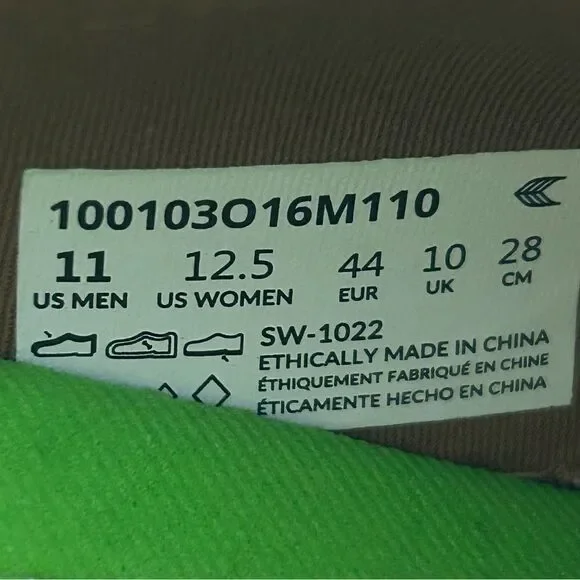 100103O16M110
11 12.5 44 10 28
US MEN US WOMEN EUR UK CM
SW-1022
ETHICALLY MADE IN CHINA
ÉTHIQUEMENT FABRIQUÉ EN CHINE
ÉTICAMENTE HECHO EN CHINA